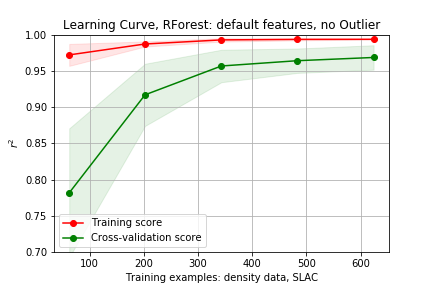 Learning Curve, RForest: default features, no Outlier
1.00
0.95
0.90
0.85
0.80
0.75
0.70
r²
Training score
Cross-validation score
100 200 300 400 500 600
Training examples: density data, SLAC